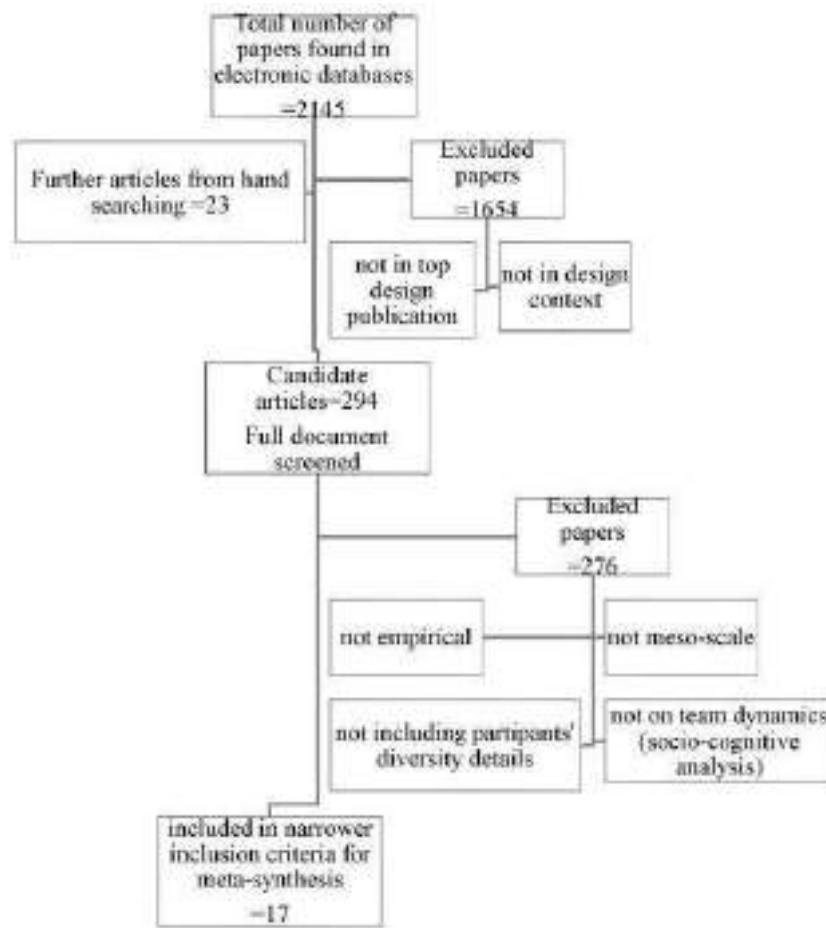 Total number of
papers found in
electronic databases
=2145
Further articles from hand
searching =23
Excluded
papers
=1654
not in top
design
publication
not in design
context
Candidate
articles=294
Full document
screened
Excluded
papers
=276
not empirical
not meso-scale
not including partipants'
diversity details
not on team dynamics
(socio-cognitive
analysis)
included in narrower
inclusion criteria for
meta-synthesis
=17